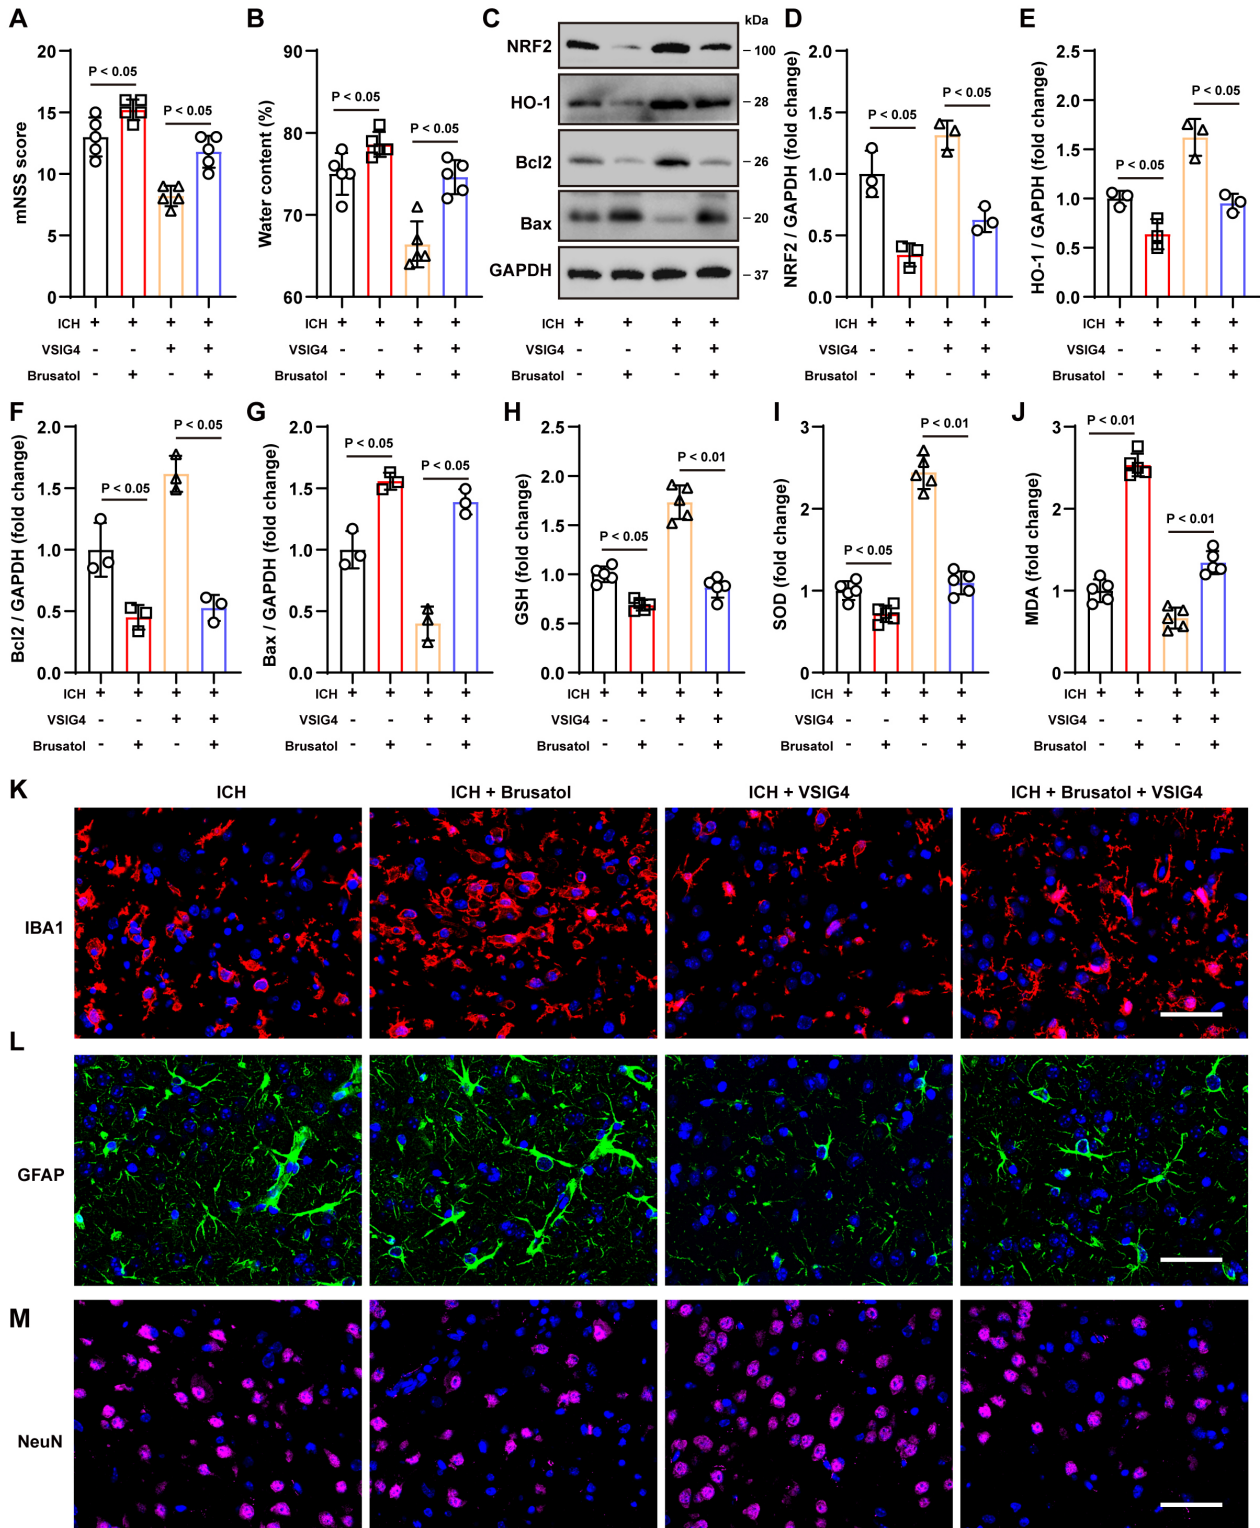 A
mNSS score
20
15
10
5
0
P < 0.05
P < 0.05
ICH + + + +
VSIG4 - - + +
Brusatol - + - +
B
Water content (%)
90
80
70
60
P < 0.05
P < 0.05
+ + + +
- - + +
- + - +
C
kDa
NRF2 – 100
HO-1 – 28
Bcl2 – 26
Bax – 20
GAPDH – 37
ICH + + + +
VSIG4 - - + +
Brusatol - + - +
D
NRF2 / GAPDH (fold change)
2.0
1.5
1.0
0.5
0.0
P < 0.05
P < 0.05
ICH + + + +
VSIG4 - - + +
Brusatol - + - +
E
HO-1 / GAPDH (fold change)
2.5
2.0
1.5
1.0
0.5
0.0
P < 0.05
P < 0.05
ICH + + + +
VSIG4 - - + +
Brusatol - + - +
F
Bcl2 / GAPDH (fold change)
2.0
1.5
1.0
0.5
0.0
P < 0.05
P < 0.05
ICH + + + +
VSIG4 - - + +
Brusatol - + - +
G
Bax / GAPDH (fold change)
2.0
1.5
1.0
0.5
0.0
P < 0.05
P < 0.05
ICH + + + +
VSIG4 - - + +
Brusatol - + - +
H
GSH (fold change)
2.5
2.0
1.5
1.0
0.5
0.0
P < 0.05
P < 0.01
ICH + + + +
VSIG4 - - + +
Brusatol - + - +
I
SOD (fold change)
3
2
1
0
P < 0.05
P < 0.01
ICH + + + +
VSIG4 - - + +
Brusatol - + - +
J
MDA (fold change)
3
2
1
0
P < 0.01
P < 0.01
ICH + + + +
VSIG4 - - + +
Brusatol - + - +
K
ICH
ICH + Brusatol
ICH + VSIG4
ICH + Brusatol + VSIG4
IBA1
L
GFAP
M
NeuN